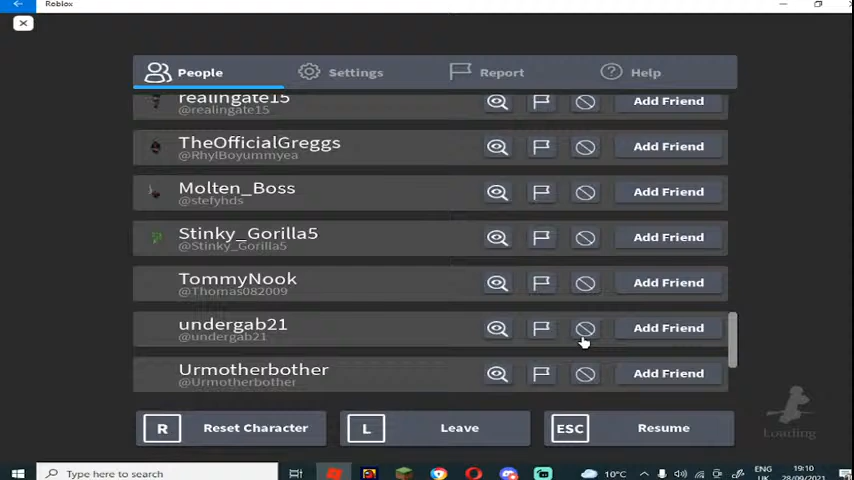 Roblox
People
Settings
Report
Help
realingate15
@realingate15
Add Friend
TheOfficialGreggs
@RhylBoyummyea
Add Friend
Molten_Boss
@stefyhds
Add Friend
Stinky_Gorilla5
@Stinky_Gorilla5
Add Friend
TommyNook
@Thomas082009
Add Friend
undergab21
@undergab21
Add Friend
Urmotherbother
@Urmotherbother
Add Friend
R Reset Character
L Leave
ESC Resume
Loading
Type here to search
10°C
ENG
UK
19:10
28/09/2021